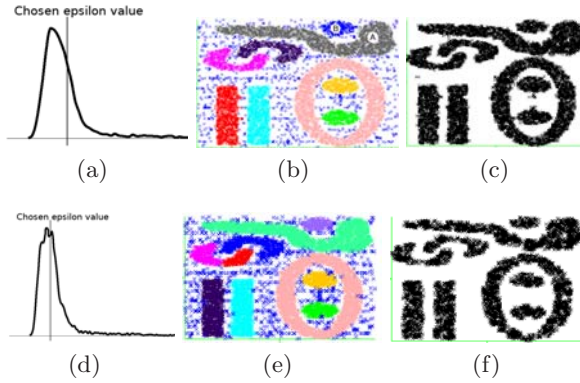 Chosen epsilon value
D
A
(a)
(b)
(c)
Chosen epsilon value
(d)
(e)
(f)